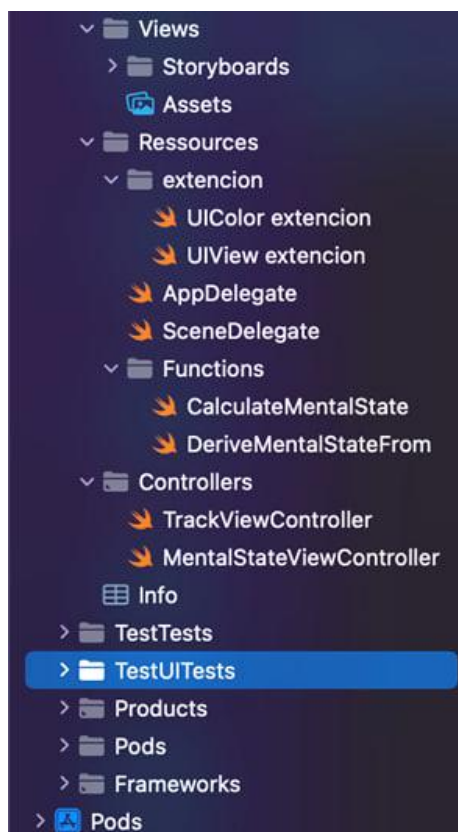 Views
Storyboards
Assets
Ressources
extencion
UIColor extencion
UIView extencion
AppDelegate
SceneDelegate
Functions
CalculateMentalState
DeriveMentalStateFrom
Controllers
TrackViewController
MentalStateViewController
Info
TestTests
TestUITests
Products
Pods
Frameworks
Pods